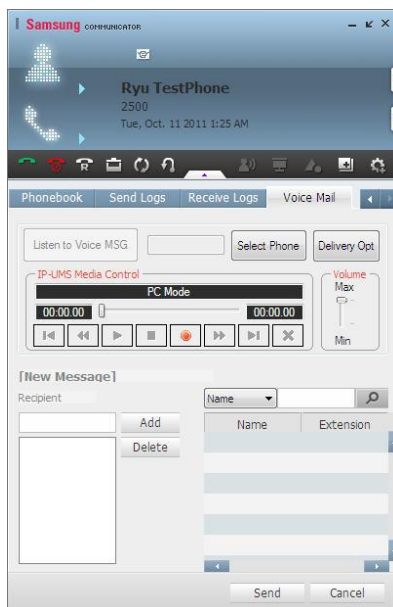 Samsung COMMUNICATOR
Ryu TestPhone
2500
Tue, Oct. 11 2011 1:25 AM
R
Phonebook Send Logs Receive Logs Voice Mail
Listen to Voice MSG Select Phone Delivery Opt
IP-UMS Media Control Volume
PC Mode Max
00:00.00 00:00.00
Min
[New Message]
Recipient Name
Add Name Extension
Delete
Send Cancel